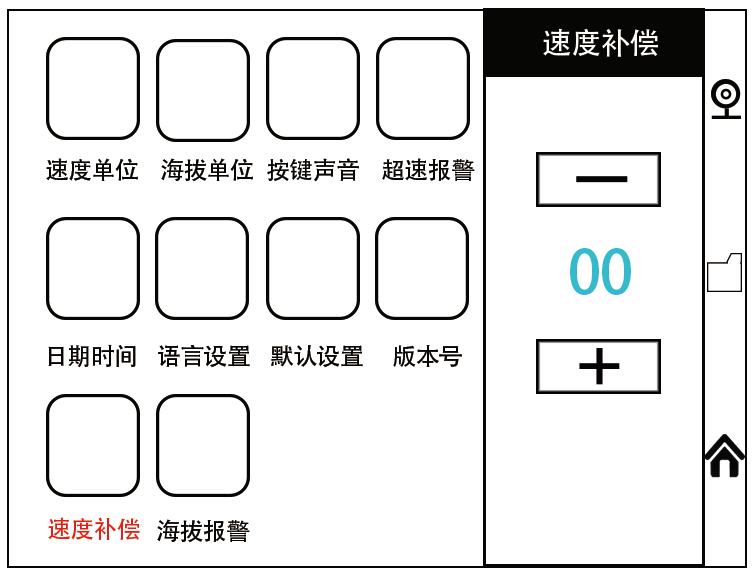 速度补偿
速度单位 海拔单位 按键声音 超速报警
00
日期时间 语言设置 默认设置 版本号
速度补偿 海拔报警